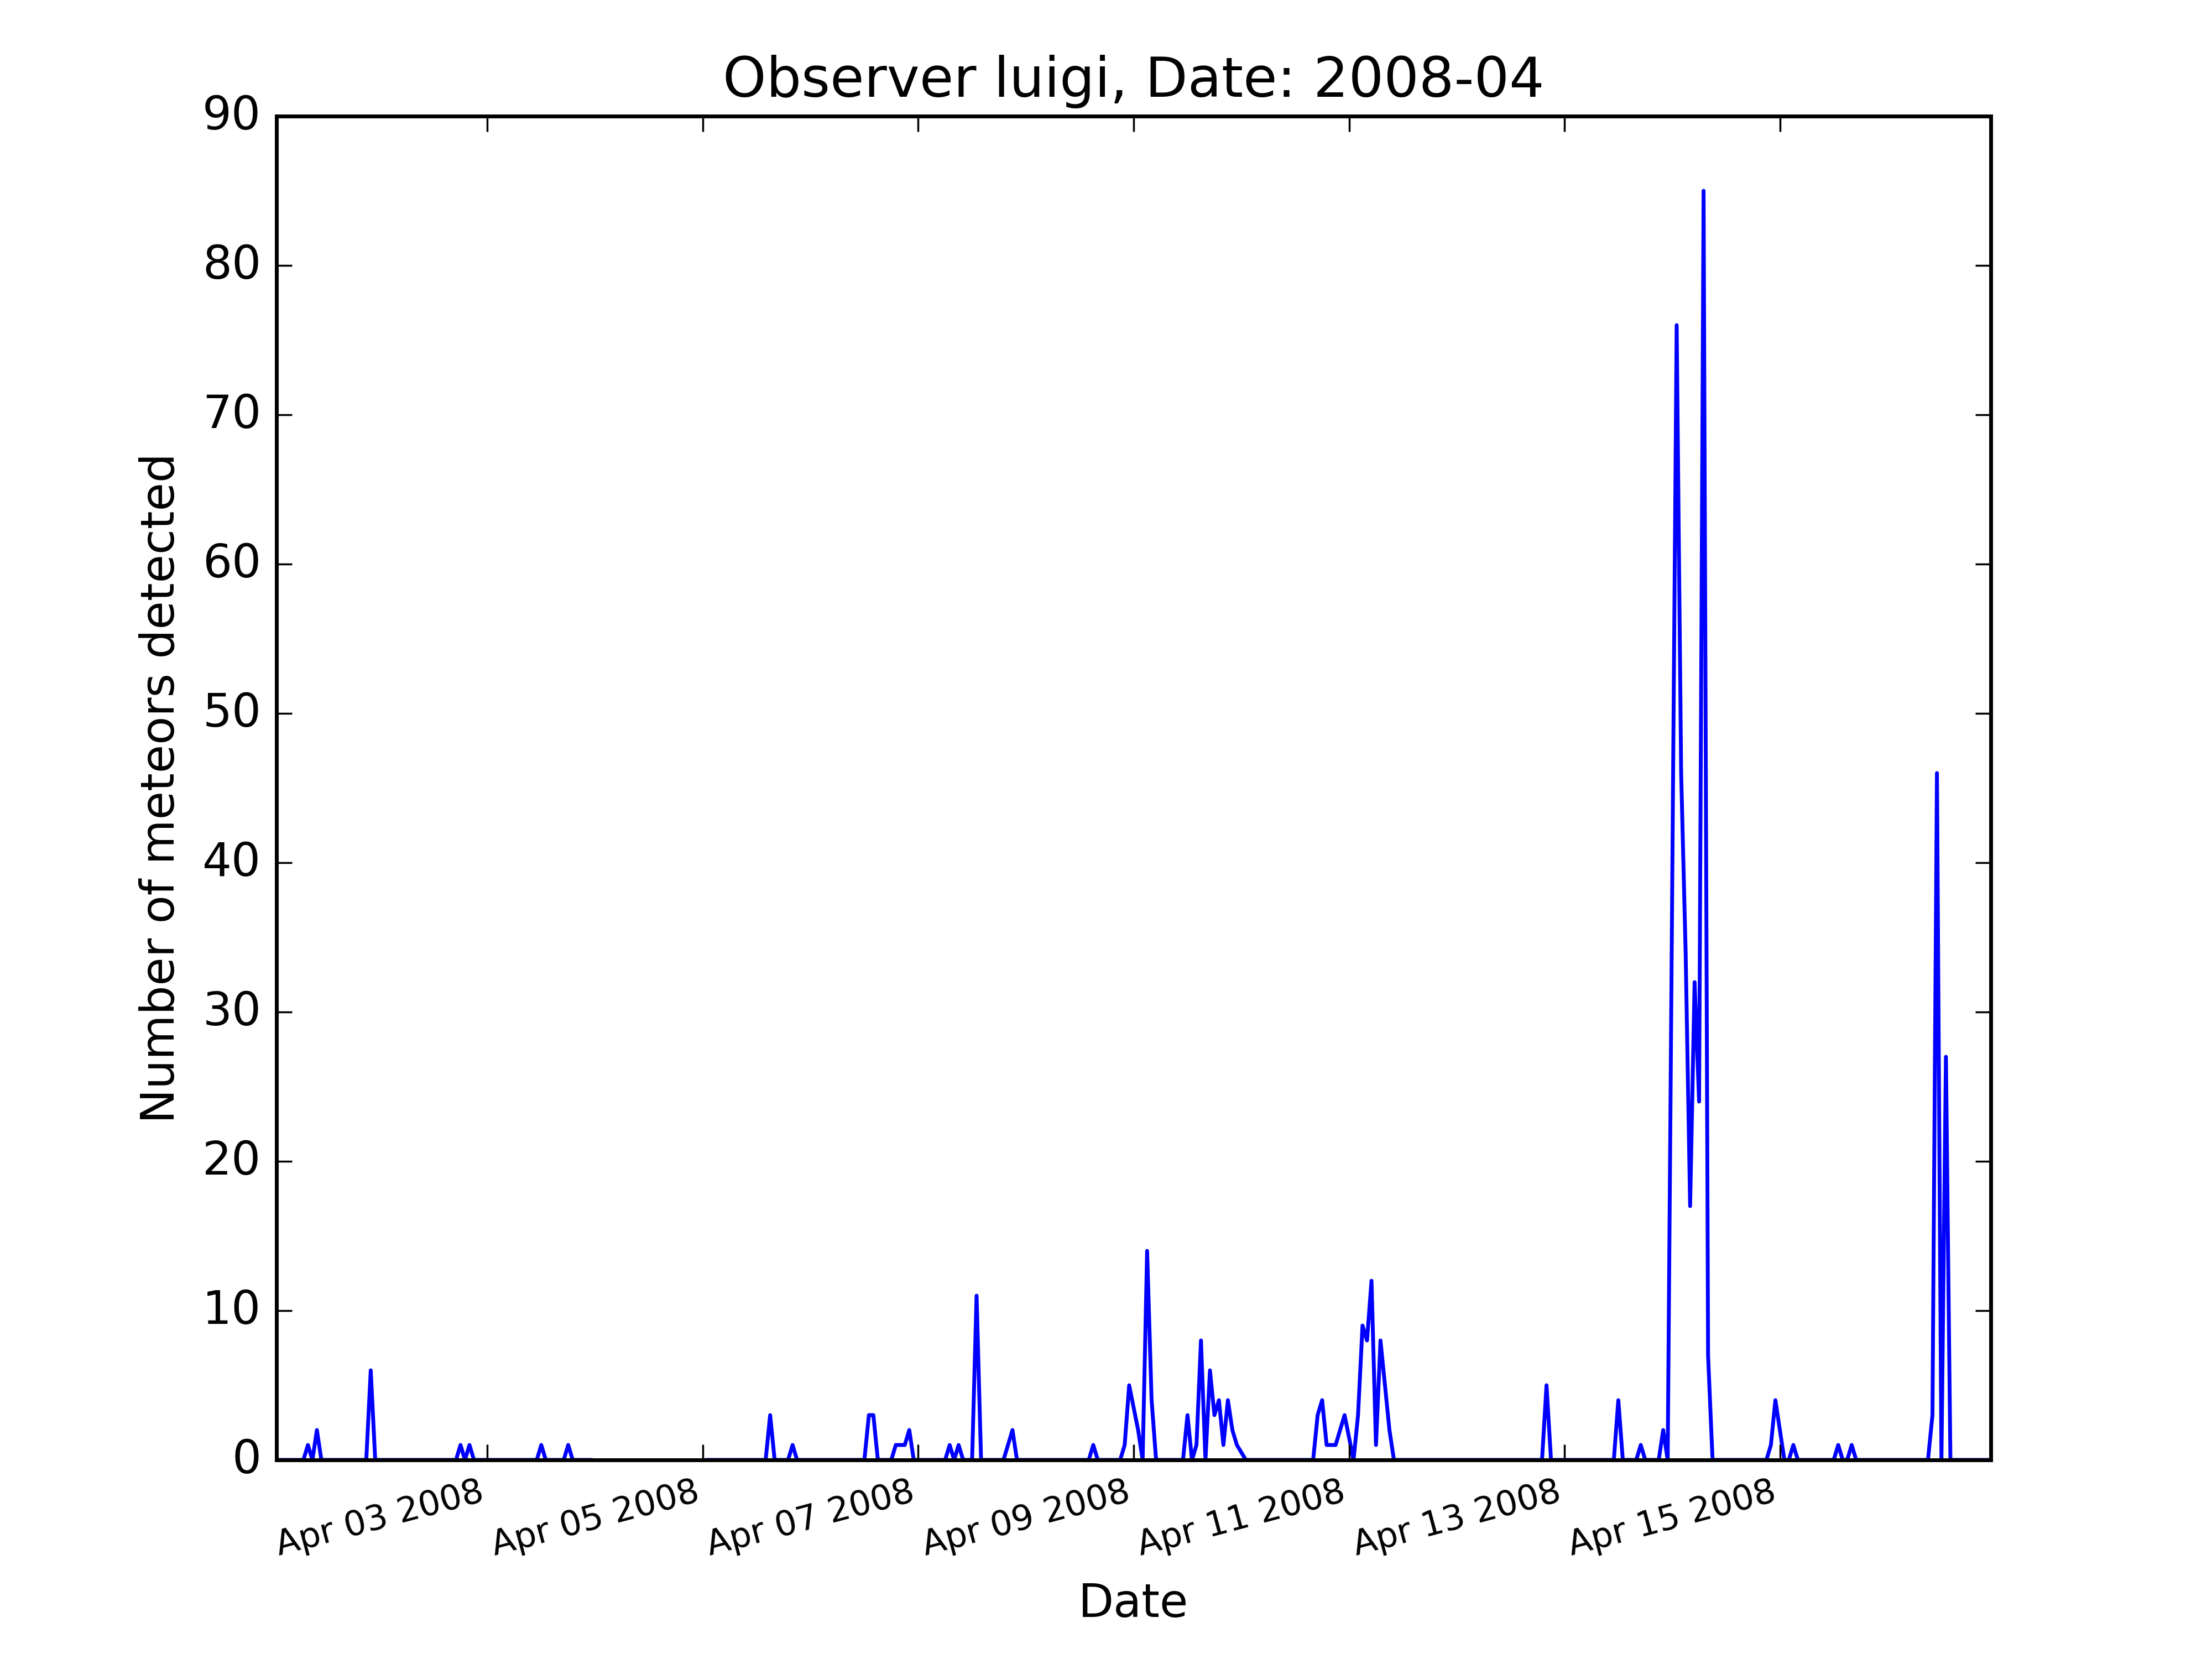 Observer luigi, Date: 2008-04
90
80
70
60
50
40
30
20
10
0
Number of meteors detected
Apr 03 2008
Apr 05 2008
Apr 07 2008
Apr 09 2008
Apr 11 2008
Apr 13 2008
Apr 15 2008
Date